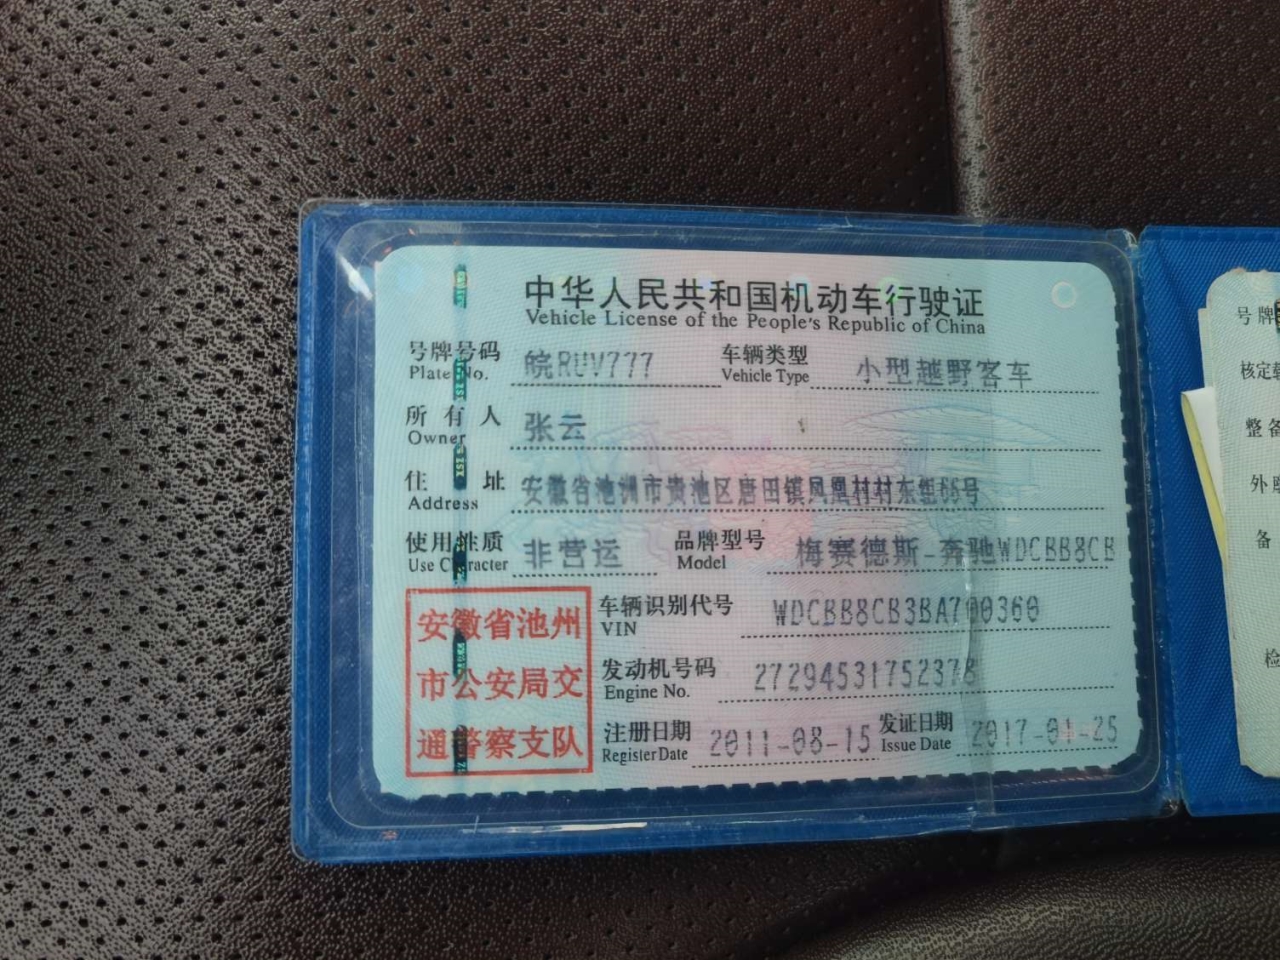 中华人民共和国机动车行驶证
Vehicle License of the People's Republic of China
号牌号码 皖RUV777 车辆类型 小型越野客车
Plate No. Vehicle Type
所有人 张云
Owner
住址 安徽省池州市贵池区唐田镇凤凰村村东组66号
Address
使用性质 非营运 品牌型号 梅赛德斯-奔驰WDCBB8CB
Use Character Model
安徽省池州
市公安局交
通警察支队
车辆识别代号 WDCBB8CB3BA700360
VIN
发动机号码 27294531752378
Engine No.
注册日期 2011-08-15 发证日期 2017-01-25
Register Date Issue Date
号牌
核定
整备
外
备
检